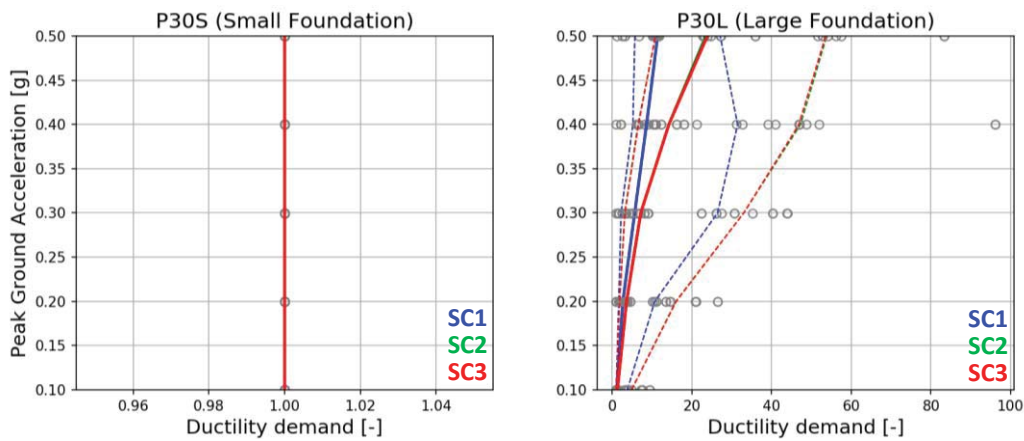 P30S (Small Foundation)
Peak Ground Acceleration [g]
0.50
0.45
0.40
0.35
0.30
0.25
0.20
0.15
0.10
SC1
SC2
SC3
0.96 0.98 1.00 1.02 1.04
Ductility demand [-]
P30L (Large Foundation)
0.50
0.45
0.40
0.35
0.30
0.25
0.20
0.15
0.10
SC1
SC2
SC3
0 20 40 60 80 100
Ductility demand [-]